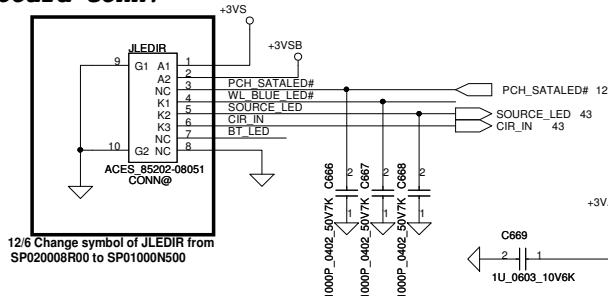 +3VS
+3VSB
JLEDIR
9 G1 A1 1
A2 2
NC 3 PCH_SATALED# PCH_SATALED# 12
K1 4 WL_BLUE_LED#
K2 5 SOURCE_LED SOURCE_LED 43
K3 6 CIR_IN CIR_IN 43
NC 7 BT_LED
10 G2 NC 8
ACES_85202-08051
CONN@
12/6 Change symbol of JLEDIR from
SP020008R00 to SP01000N500
C666
2
1
1000P_0402_50V7K
C667
2
1
1000P_0402_50V7K
C668
2
1
1000P_0402_50V7K
C669
2 1
1U_0603_10V6K